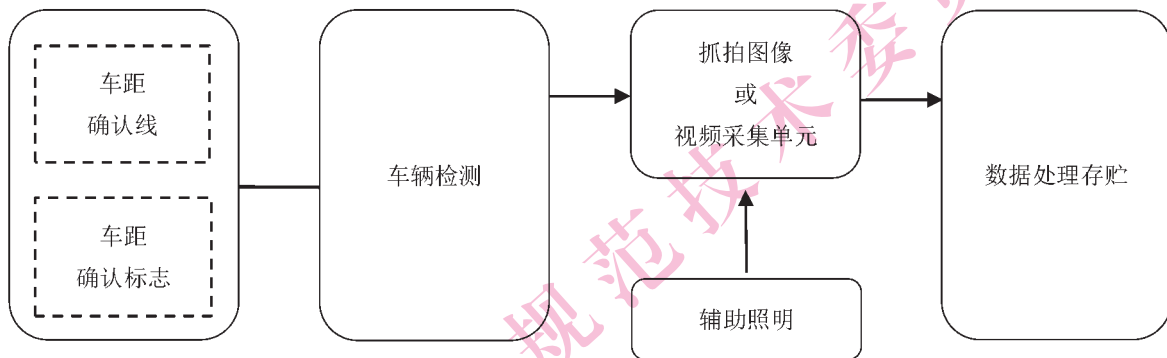 车距
确认线
车距
确认标志
车辆检测
抓拍图像
或
视频采集单元
辅助照明
数据处理存贮
规范技术委